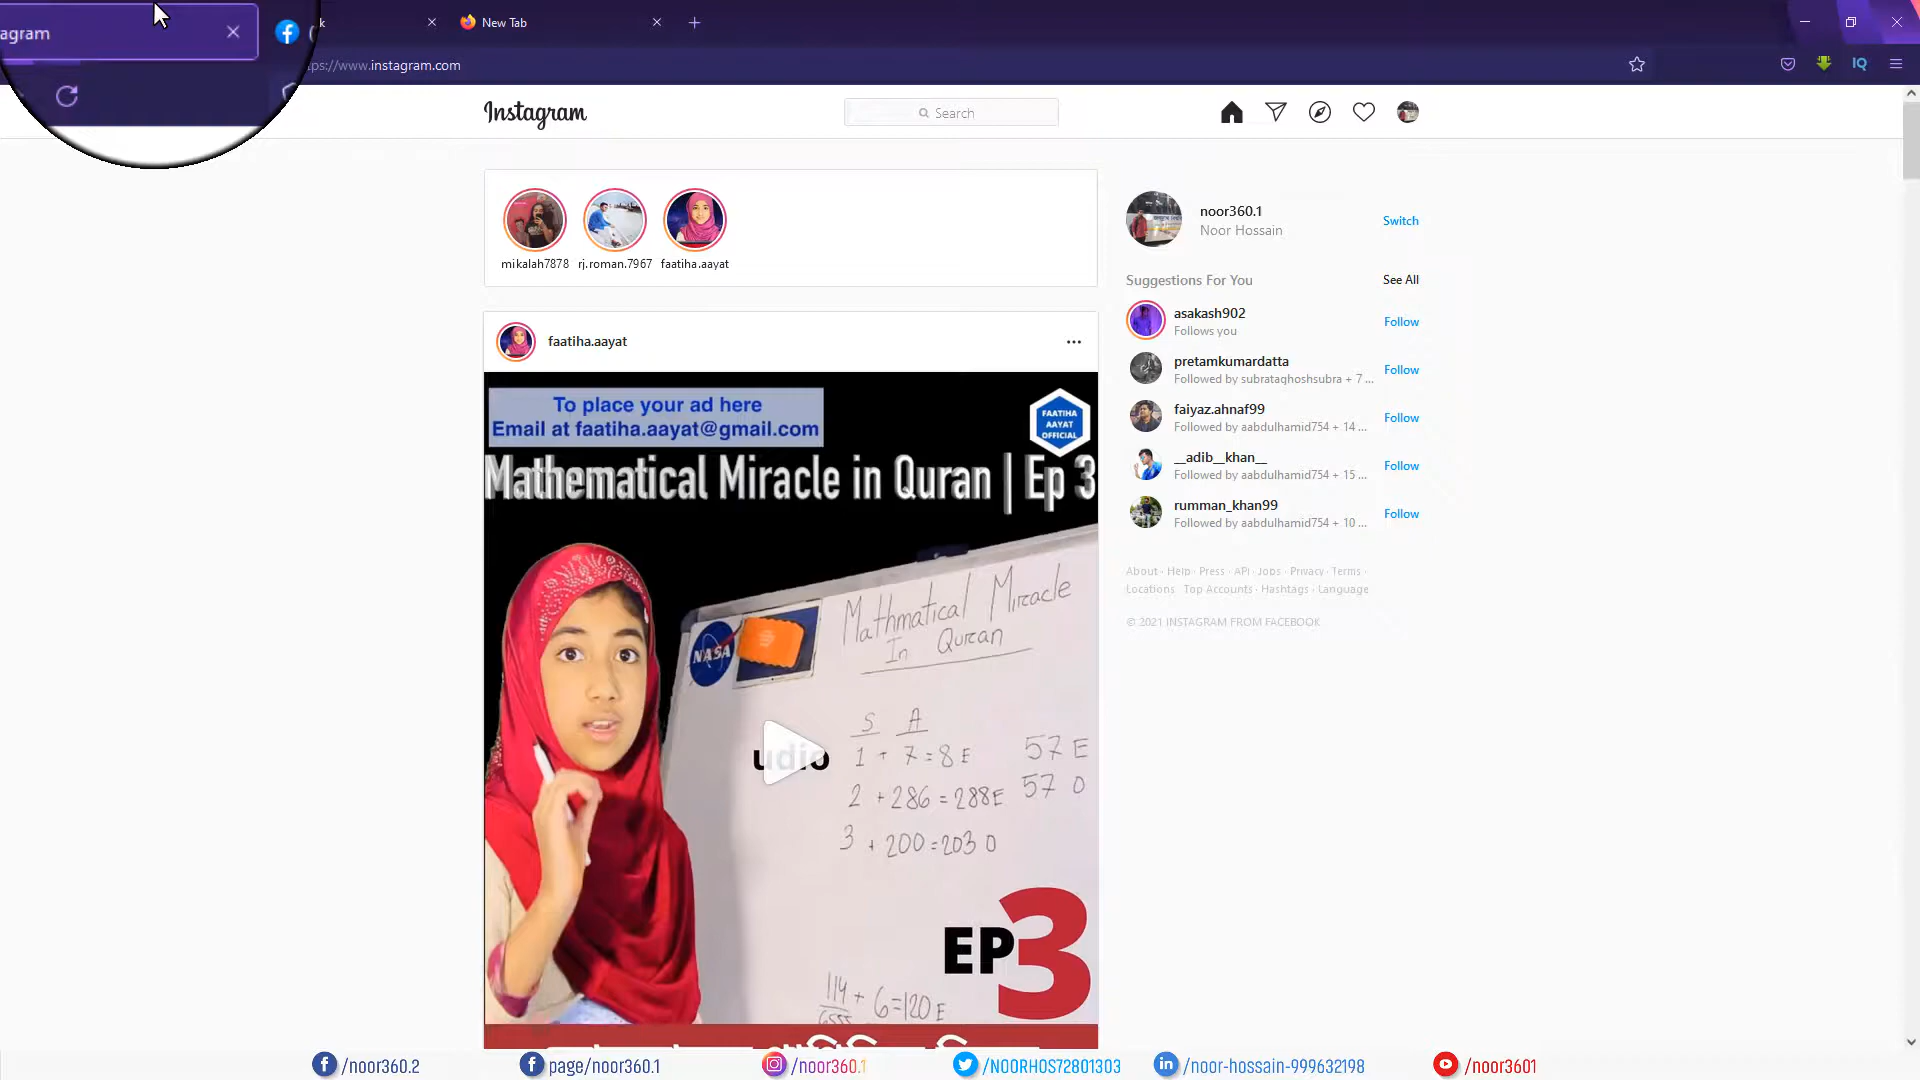 agram
k
New Tab
ps://www.instagram.com
IQ
Instagram
Search
mikalah7878
rj.roman.7967
faatiha.aayat
noor360.1
Noor Hossain
Switch
Suggestions For You
See All
asakash902
Follows you
Follow
pretamkumardatta
Followed by subrataghoshsubra + 7 ...
Follow
faiyaz.ahnaf99
Followed by aabdulhamid754 + 14 ...
Follow
__adib__khan__
Followed by aabdulhamid754 + 15 ...
Follow
rumman_khan99
Followed by aabdulhamid754 + 10 ...
Follow
About · Help · Press · API · Jobs · Privacy · Terms ·
Locations · Top Accounts · Hashtags · Language
© 2021 INSTAGRAM FROM FACEBOOK
faatiha.aayat
To place your ad here
Email at faatiha.aayat@gmail.com
FAATIHA
AAYAT
OFFICIAL
Mathematical Miracle in Quran | Ep 3
NASA
Mathmatical Miracle
In Quran
S A
1 + 7 = 8 E
57 E
2 + 286 = 288 E
57 O
3 + 200 = 203 O
udio
EP3
114 + 6 = 120 E
6555
/noor360.2
page/noor360.1
/noor360.1
/NOORHOS72801303
/noor-hossain-999632198
/noor3601